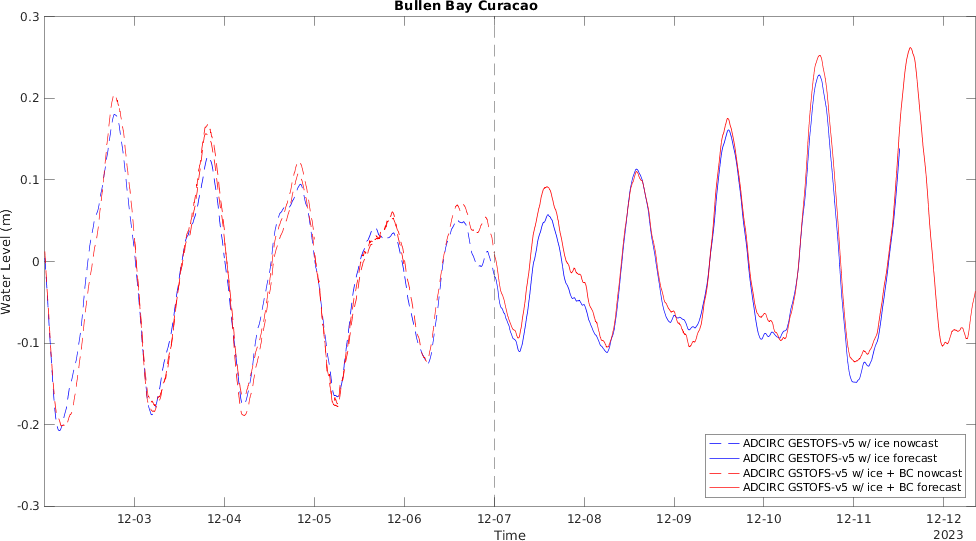 Bullen Bay Curacao
0.3
0.2
0.1
0
-0.1
-0.2
-0.3
Water Level (m)
12-03 12-04 12-05 12-06 12-07 12-08 12-09 12-10 12-11 12-12
Time
2023
ADCIRC GESTOFS-v5 w/ ice nowcast
ADCIRC GESTOFS-v5 w/ ice forecast
ADCIRC GSTOFS-v5 w/ ice + BC nowcast
ADCIRC GSTOFS-v5 w/ ice + BC forecast